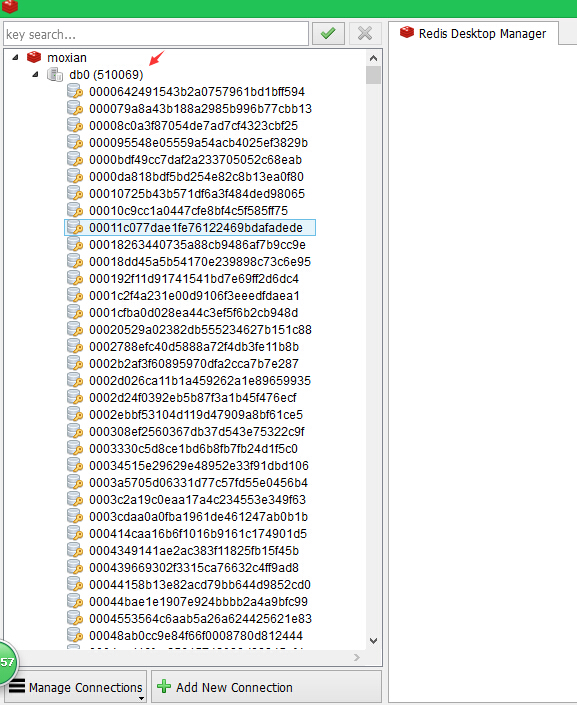 key search...
Redis Desktop Manager
moxian
db0 (510069)
0000642491543b2a0757961bd1bff594
000079a8a43b188a2985b996b77cbb13
00008c0a3f87054de7ad7cf4323cbf25
000095548e05559a54acb4025ef3829b
0000bdf49cc7daf2a233705052c68eab
0000da818bdf5bd254e82c8b13ea0f80
00010725b43b571df6a3f484ded98065
00010c9cc1a0447cfe8bf4c5f585ff75
00011c077dae1fe76122469bdafadede
00018263440735a88cb9486af7b9cc9e
00018dd45a5b54170e239898c73c6e95
000192f11d91741541bd7e69ff2d6dc4
0001c2f4a231e00d9106f3eeedfdaea1
0001cfba0d028ea44c3ef5f6b2cb948d
00020529a02382db555234627b151c88
0002788efc40d5888a72f4db3fe11b8b
0002b2af3f60895970dfa2cca7b7e287
0002d026ca11b1a459262a1e89659935
0002d24f0392eb5b87f3a1b45f476ecf
0002ebbf53104d119d47909a8bf61ce5
000308ef2560367db37d543e75322c9f
0003330c5d8ce1bd6b8fb7fb24d1f5c0
00034515e29629e48952e33f91dbd106
0003a5705d06331d77c57fd55e0456b4
0003c2a19c0eaa17a4c234553e349f63
0003cdaa0a0fba1961de461247ab0b1b
000414caa16b6f1016b9161c174901d5
0004349141ae2ac383f11825fb15f45b
000439669302f3315ca76632c4ff9ad8
00044158b13e82acd79bb644d9852cd0
00044bae1e1907e924bbbb2a4a9bfc99
0004553564c6aab5a26a624425621e83
00048ab0cc9e84f66f0008780d812444
57
Manage Connections
Add New Connection